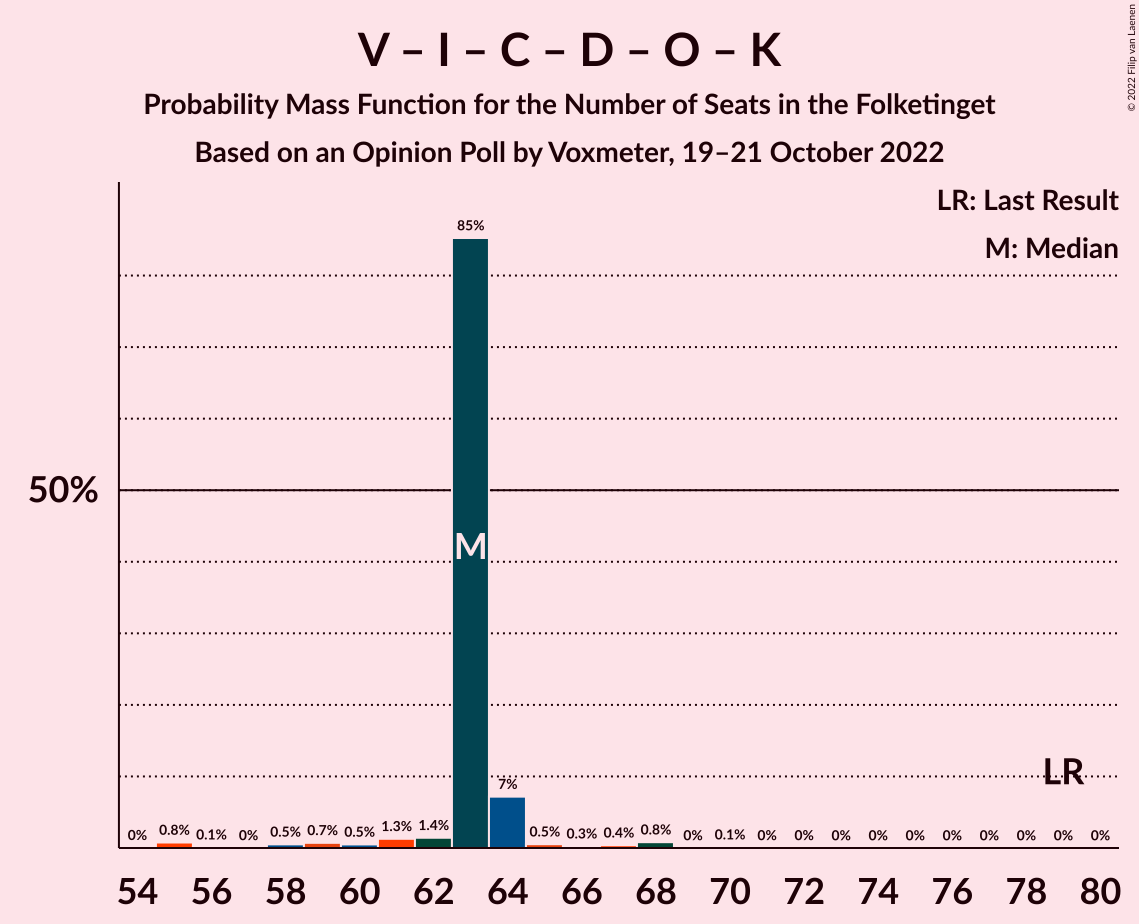 V – I – C – D – O – K
Probability Mass Function for the Number of Seats in the Folketinget
Based on an Opinion Poll by Voxmeter, 19–21 October 2022
© 2022 Filip van Laenen
LR: Last Result
M: Median
85%
50%
M
LR
7%
0% 0.8% 0.1% 0% 0.5% 0.7% 0.5% 1.3% 1.4% 0.5% 0.3% 0.4% 0.8% 0% 0.1% 0% 0% 0% 0% 0% 0% 0% 0% 0% 0%
54 56 58 60 62 64 66 68 70 72 74 76 78 80